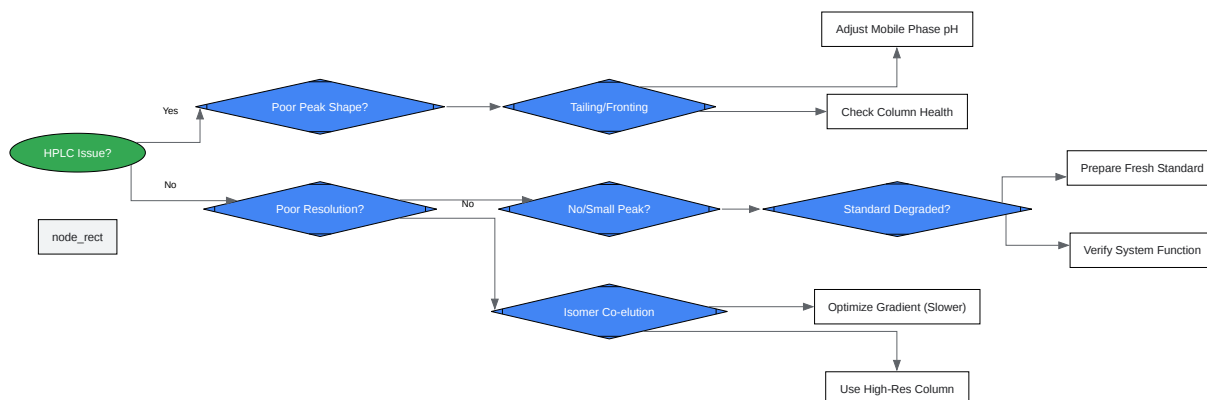 Adjust Mobile Phase pH
Poor Peak Shape?
Tailing/Fronting
Yes
Check Column Health
HPLC Issue?
Prepare Fresh Standard
No
Poor Resolution?
No
No/Small Peak?
Standard Degraded?
node_rect
Verify System Function
Isomer Co-elution
Optimize Gradient (Slower)
Use High-Res Column